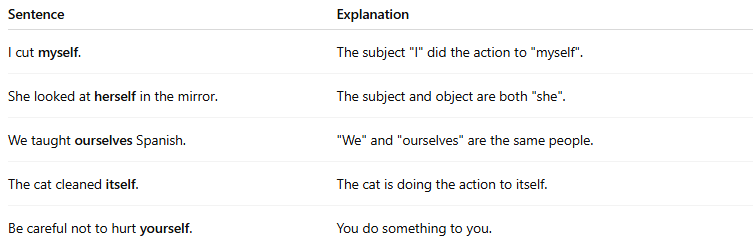 Sentence Explanation
I cut myself. The subject "I" did the action to "myself".
She looked at herself in the mirror. The subject and object are both "she".
We taught ourselves Spanish. "We" and "ourselves" are the same people.
The cat cleaned itself. The cat is doing the action to itself.
Be careful not to hurt yourself. You do something to you.